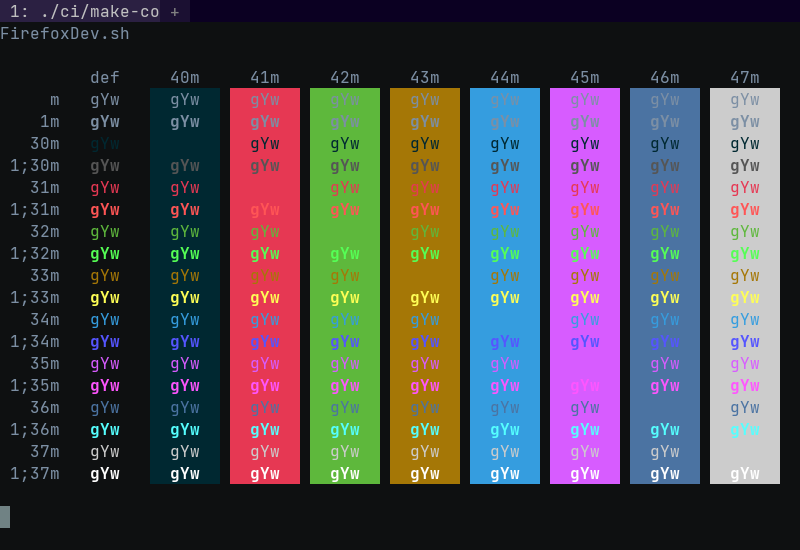 1: ./ci/make-co +
FirefoxDev.sh
def 40m 41m 42m 43m 44m 45m 46m 47m
m gYw gYw gYw gYw gYw gYw gYw gYw gYw
1m gYw gYw gYw gYw gYw gYw gYw gYw gYw
30m gYw gYw gYw gYw gYw gYw gYw gYw
1;30m gYw gYw gYw gYw gYw gYw gYw gYw gYw
31m gYw gYw gYw gYw gYw gYw gYw gYw
1;31m gYw gYw gYw gYw gYw gYw gYw gYw gYw
32m gYw gYw gYw gYw gYw gYw gYw gYw
1;32m gYw gYw gYw gYw gYw gYw gYw gYw gYw
33m gYw gYw gYw gYw gYw gYw gYw gYw
1;33m gYw gYw gYw gYw gYw gYw gYw gYw gYw
34m gYw gYw gYw gYw gYw gYw gYw gYw
1;34m gYw gYw gYw gYw gYw gYw gYw gYw gYw
35m gYw gYw gYw gYw gYw gYw gYw gYw
1;35m gYw gYw gYw gYw gYw gYw gYw gYw gYw
36m gYw gYw gYw gYw gYw gYw gYw gYw
1;36m gYw gYw gYw gYw gYw gYw gYw gYw gYw
37m gYw gYw gYw gYw gYw gYw gYw gYw
1;37m gYw gYw gYw gYw gYw gYw gYw gYw gYw